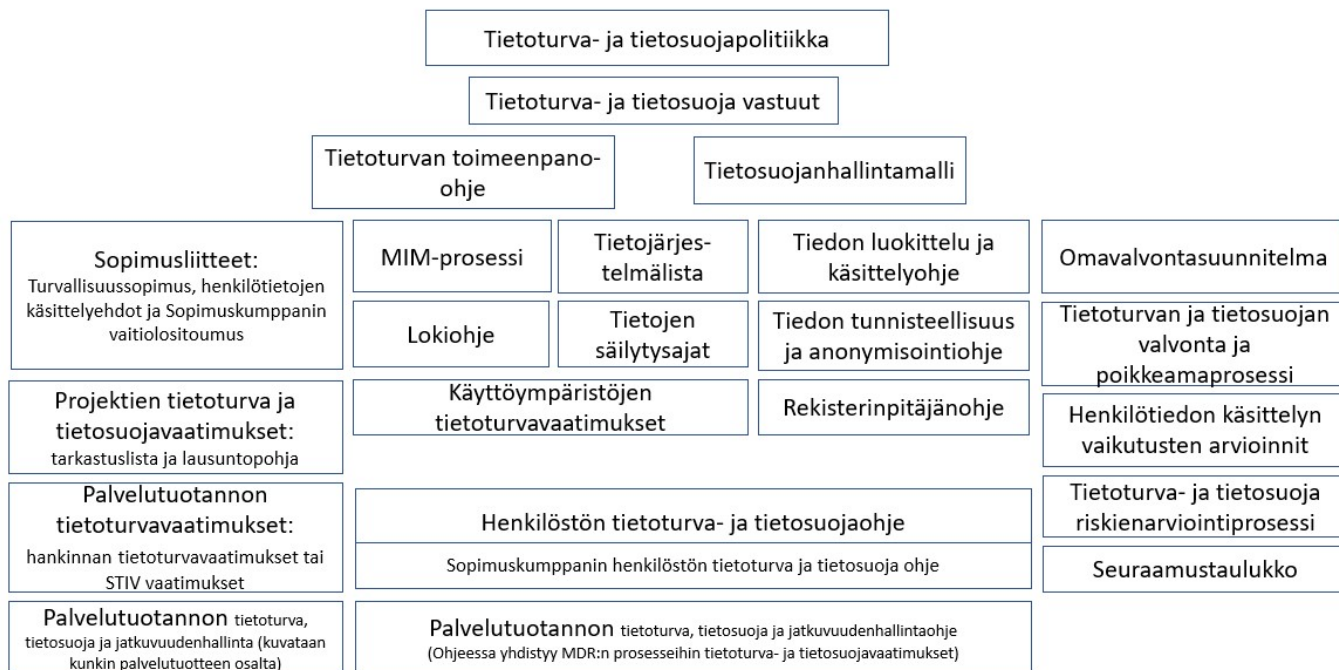 Tietoturva- ja tietosuojapolitiikka
Tietoturva- ja tietosuoja vastuut
Tietoturvan toimeenpano-
ohje
Tietosuojanhallintamalli
Sopimusliitteet:
Turvallisuussopimus, henkilötietojen
käsittelyehdot ja Sopimuskumppanin
vaitiolositoumus
MIM-prosessi
Tietojärjes-
telmälista
Tiedon luokittelu ja
käsittelyohje
Omavalvontasuunnitelma
Lokiohje
Tietojen
säilytysajat
Tiedon tunnisteellisuus
ja anonymisointiohje
Tietoturvan ja tietosuojan
valvonta ja
poikkeamaprosessi
Projektien tietoturva ja
tietosuojavaatimukset:
tarkastuslista ja lausuntopohja
Käyttöympäristöjen
tietoturvavaatimukset
Rekisterinpitäjänohje
Henkilötiedon käsittelyn
vaikutusten arvioinnit
Palvelutuotannon
tietoturvavaatimukset:
hankinnan tietoturvavaatimukset tai
STIV vaatimukset
Henkilöstön tietoturva- ja tietosuojaohje
Sopimuskumppanin henkilöstön tietoturva ja tietosuoja ohje
Tietoturva- ja tietosuoja
riskienarviointiprosessi
Seuraamustaulukko
Palvelutuotannon tietoturva,
tietosuoja ja jatkuvuudenhallinta (kuvataan
kunkin palvelutuotteen osalta)
Palvelutuotannon tietoturva, tietosuoja ja jatkuvuudenhallintaohje
(Ohjeessa yhdistyy MDR:n prosesseihin tietoturva- ja tietosuojavaatimukset)